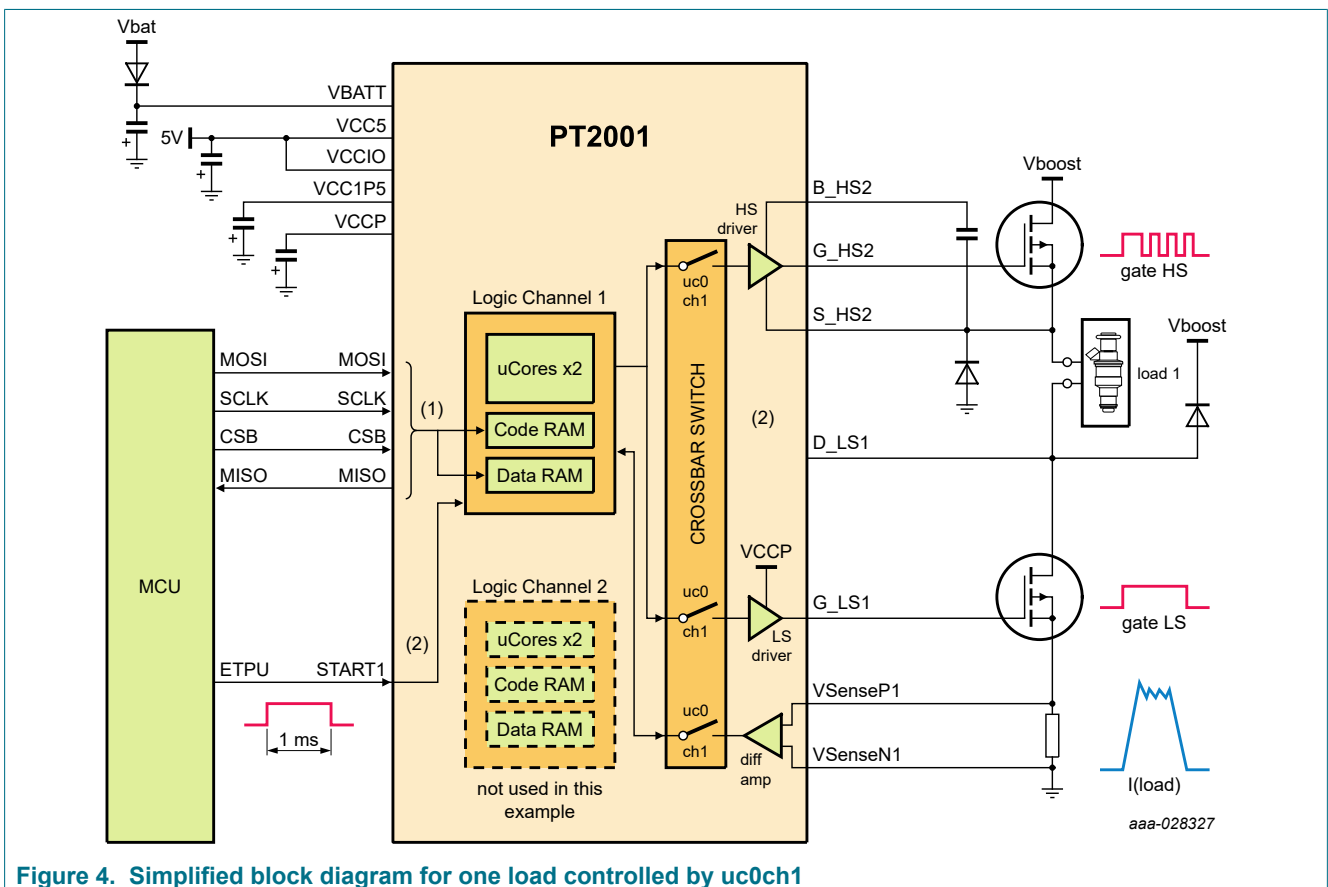 Vbat
VBATT
5V
VCC5
VCCIO
VCC1P5
VCCP
PT2001
MCU
MOSI MOSI
SCLK SCLK
CSB CSB
MISO MISO
(1)
ETPU START1
(2)
1 ms
Logic Channel 1
uCores x2
Code RAM
Data RAM
Logic Channel 2
uCores x2
Code RAM
Data RAM
not used in this
example
CROSSBAR SWITCH
uc0
ch1
uc0
ch1
uc0
ch1
HS
driver
(2)
VCCP
LS
driver
diff
amp
B_HS2
G_HS2
S_HS2
D_LS1
G_LS1
VSenseP1
VSenseN1
Vboost
gate HS
Vboost
load 1
gate LS
I(load)
aaa-028327
Figure 4. Simplified block diagram for one load controlled by uc0ch1